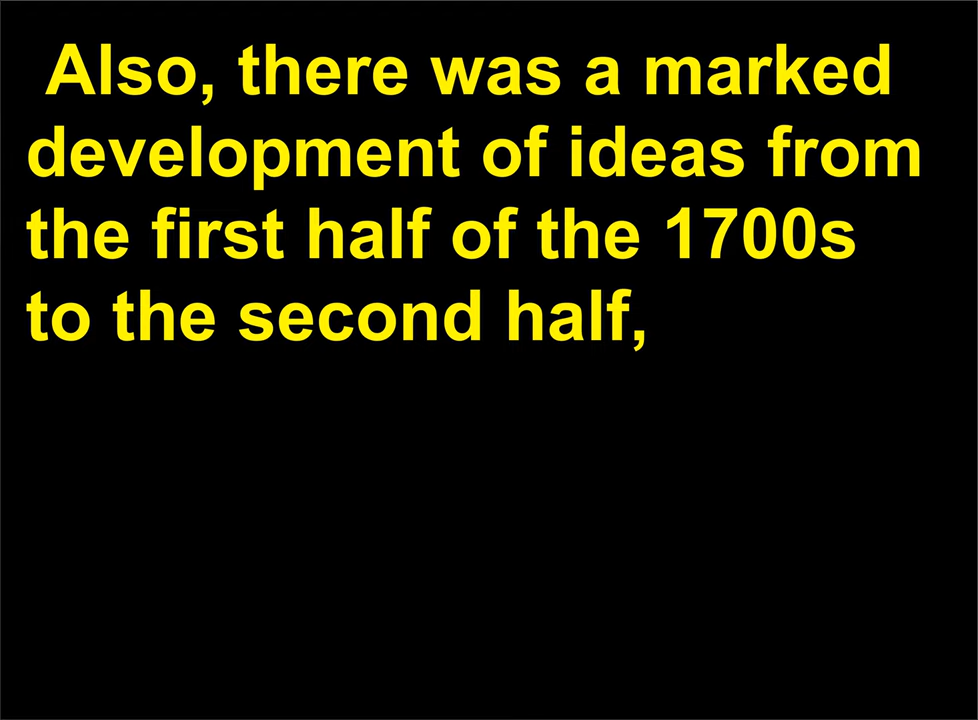 Also, there was a marked
development of ideas from
the first half of the 1700s
to the second half,